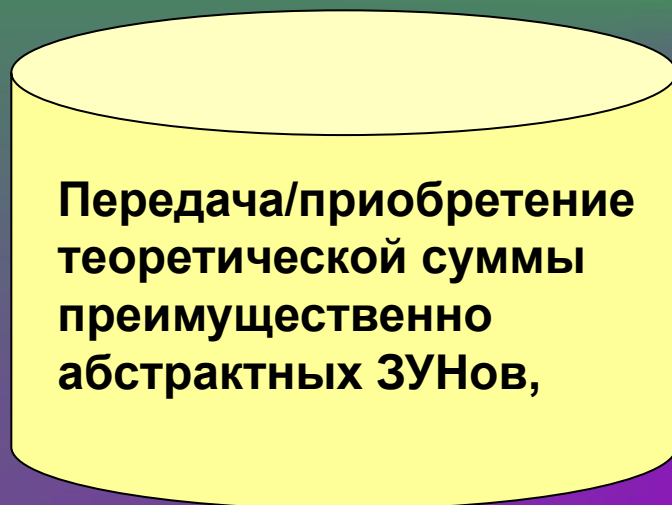 Передача/приобретение
теоретической суммы
преимущественно
абстрактных ЗУНов,